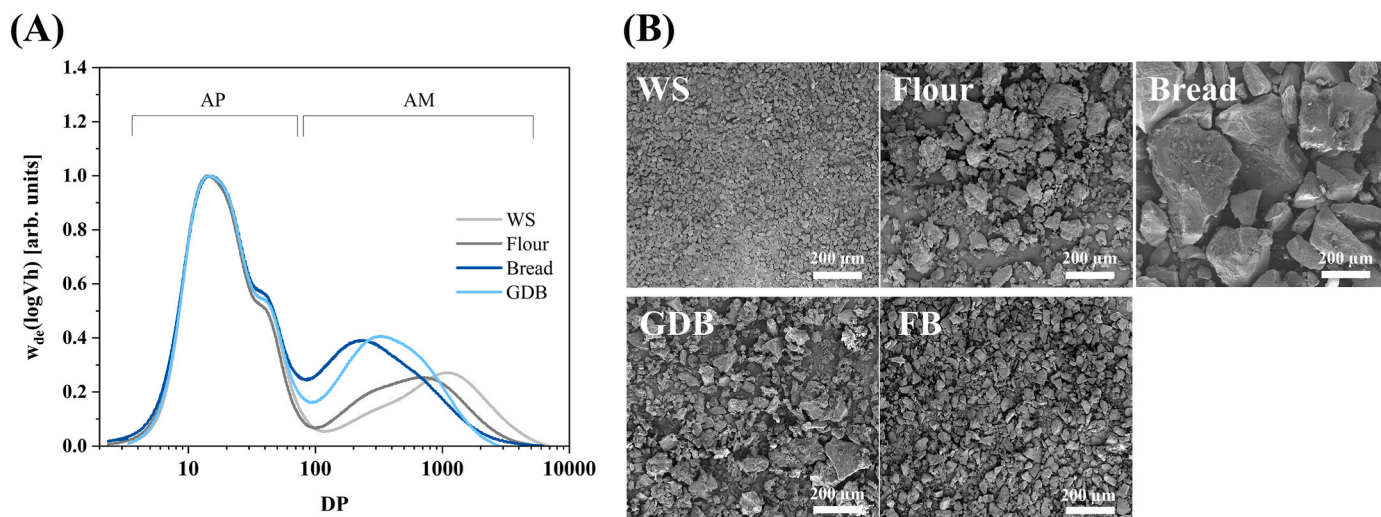 (A)
1.4
1.2
1.0
0.8
0.6
0.4
0.2
0.0
w_de(logVh) [arb. units]
AP
AM
WS
Flour
Bread
GDB
10
100
1000
10000
DP
(B)
WS
200 µm
Flour
200 µm
Bread
200 µm
GDB
200 µm
FB
200 µm